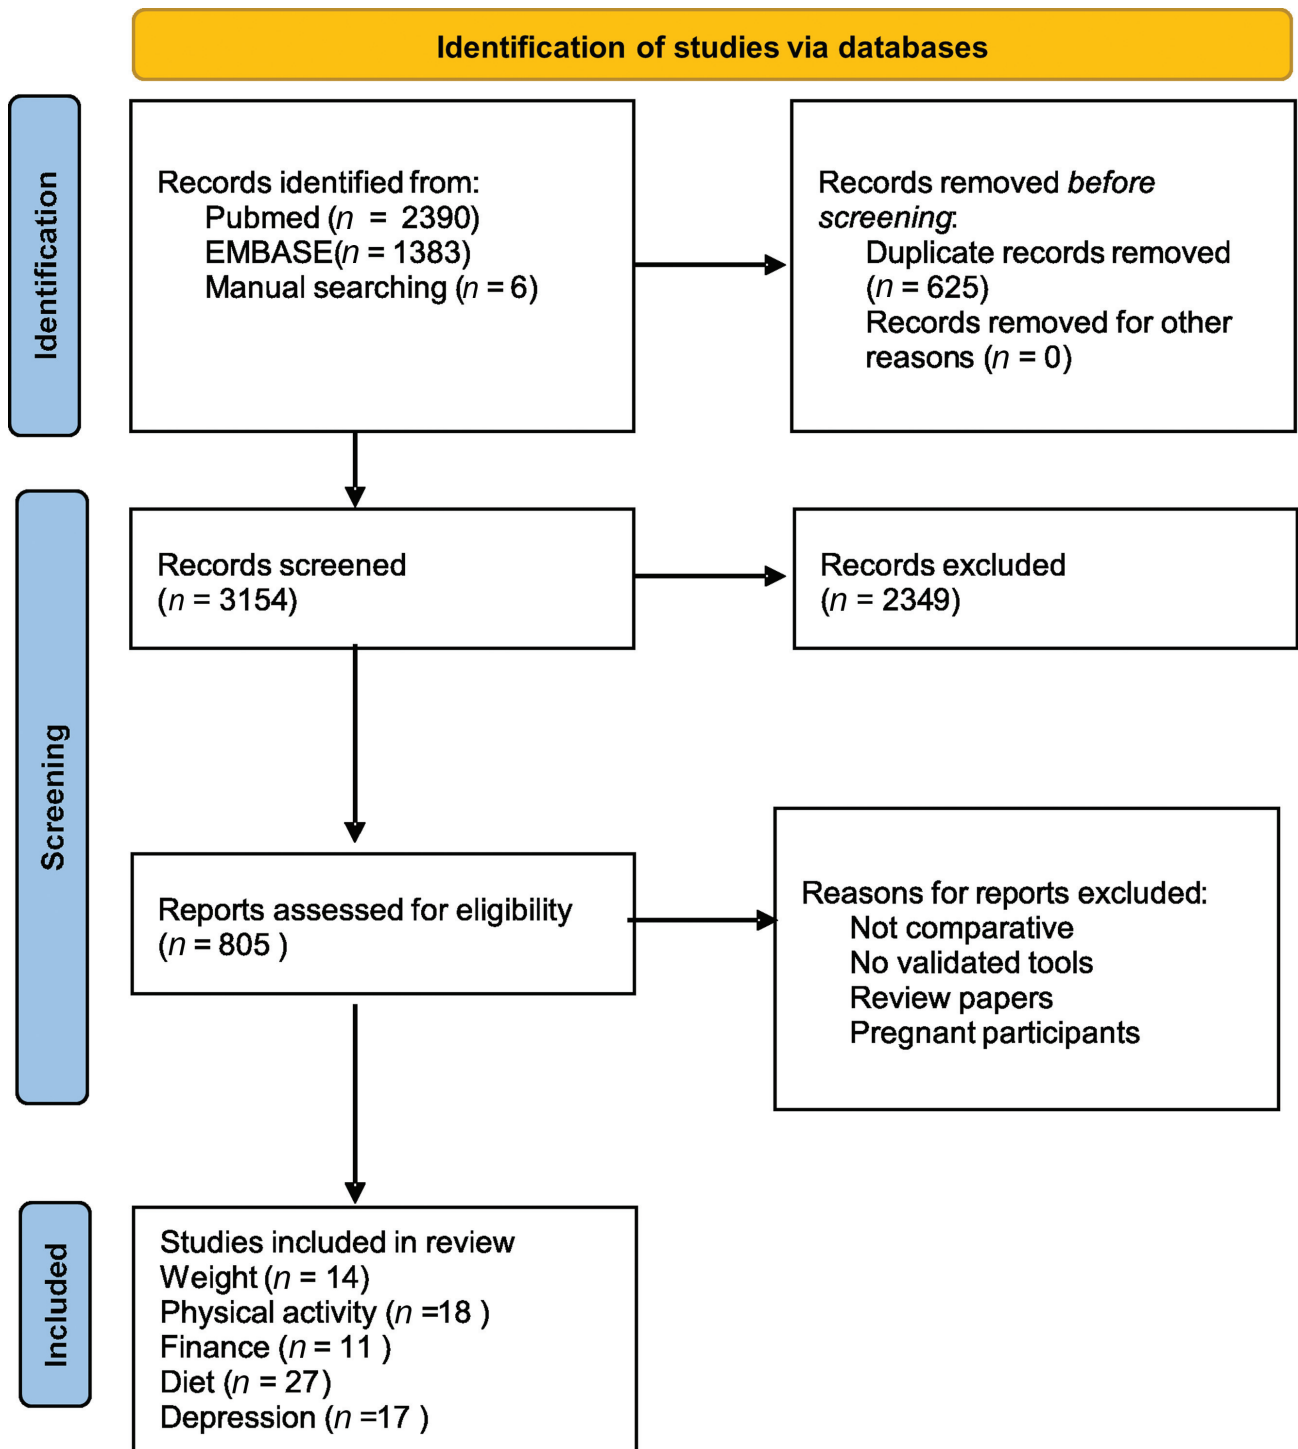 Identification of studies via databases
Identification
Records identified from:
Pubmed (n = 2390)
EMBASE(n = 1383)
Manual searching (n = 6)
Records removed before
screening:
Duplicate records removed
(n = 625)
Records removed for other
reasons (n = 0)
Screening
Records screened
(n = 3154)
Records excluded
(n = 2349)
Reports assessed for eligibility
(n = 805 )
Reasons for reports excluded:
Not comparative
No validated tools
Review papers
Pregnant participants
Included
Studies included in review
Weight (n = 14)
Physical activity (n =18 )
Finance (n = 11 )
Diet (n = 27)
Depression (n =17 )